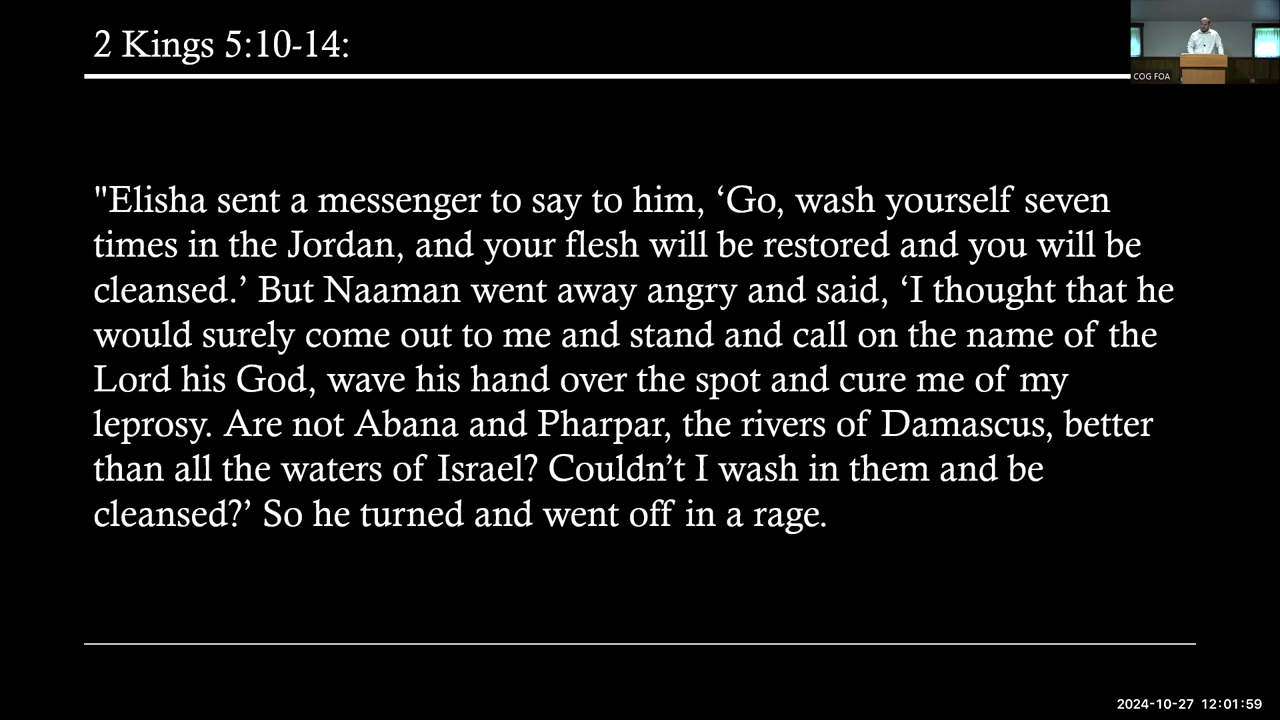 2 Kings 5:10-14:
COG FOA
"Elisha sent a messenger to say to him, ‘Go, wash yourself seven
times in the Jordan, and your flesh will be restored and you will be
cleansed.’ But Naaman went away angry and said, ‘I thought that he
would surely come out to me and stand and call on the name of the
Lord his God, wave his hand over the spot and cure me of my
leprosy. Are not Abana and Pharpar, the rivers of Damascus, better
than all the waters of Israel? Couldn’t I wash in them and be
cleansed?’ So he turned and went off in a rage.
2024-10-27 12:01:59